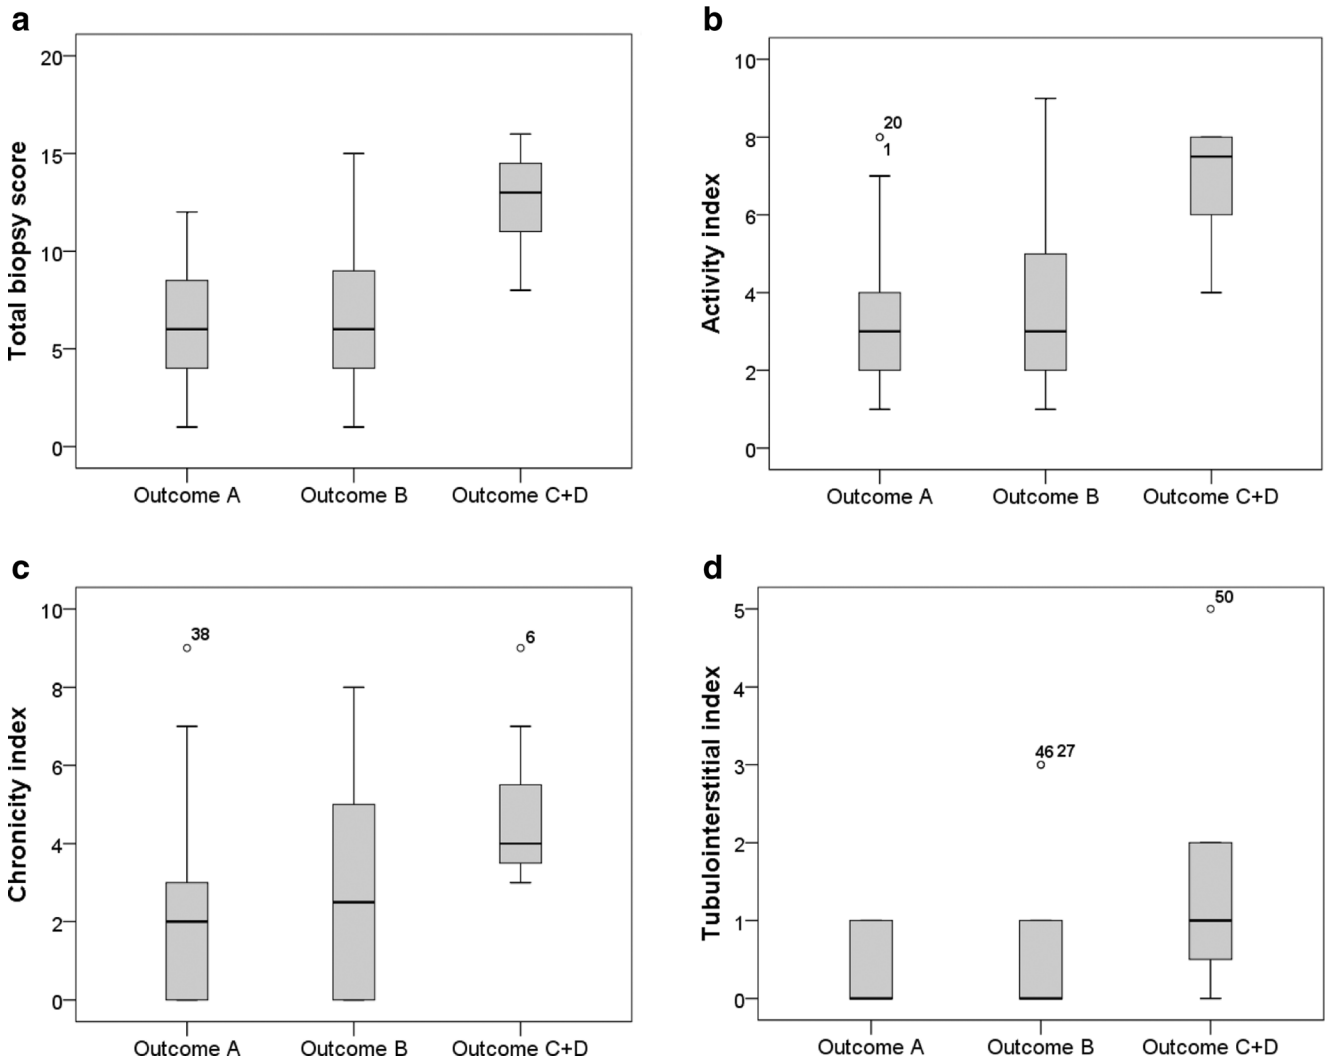 a
Total biopsy score
20
15
10
5
0
Outcome A
Outcome B
Outcome C+D
b
Activity index
10
8
6
4
2
0
20
1
Outcome A
Outcome B
Outcome C+D
c
Chronicity index
10
8
6
4
2
0
38
6
Outcome A
Outcome B
Outcome C+D
d
Tubulointerstitial index
5
4
3
2
1
0
50
46 27
Outcome A
Outcome B
Outcome C+D